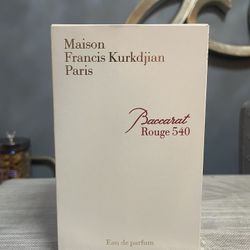 Maison
Francis Kurkdjian
Paris
Baccarat
Rouge 540
Eau de parfum